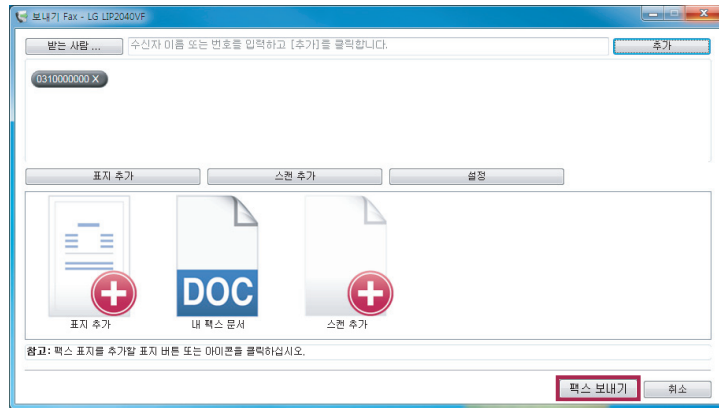 보내기 Fax - LG LIP2040VF
받는 사람 ... 수신자 이름 또는 번호를 입력하고 [추가]를 클릭합니다. 추가
0310000000 X
표지 추가 스캔 추가 설정
DOC
표지 추가 내 팩스 문서 스캔 추가
참고: 팩스 표지를 추가할 표지 버튼 또는 아이콘을 클릭하십시오.
팩스 보내기 취소